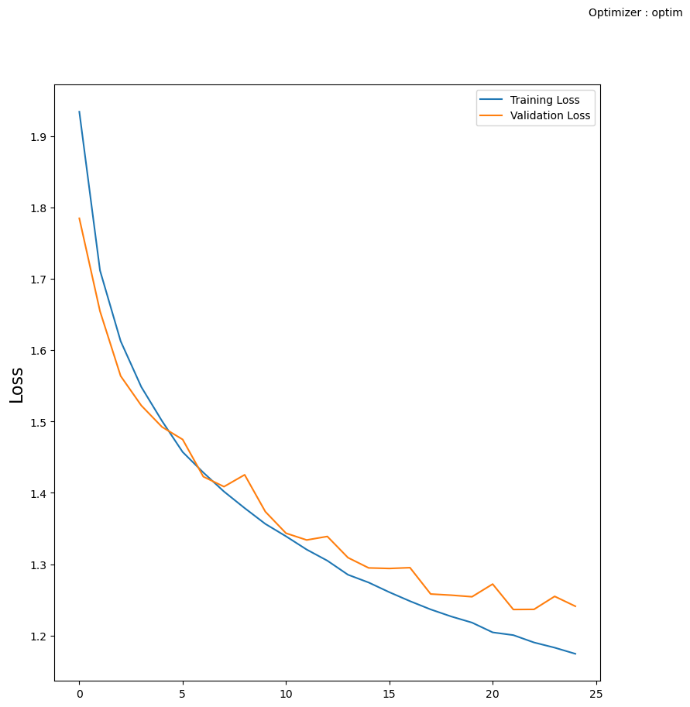 Optimizer : optim
Training Loss
Validation Loss
1.9
1.8
1.7
1.6
1.5
1.4
1.3
1.2
Loss
0 5 10 15 20 25